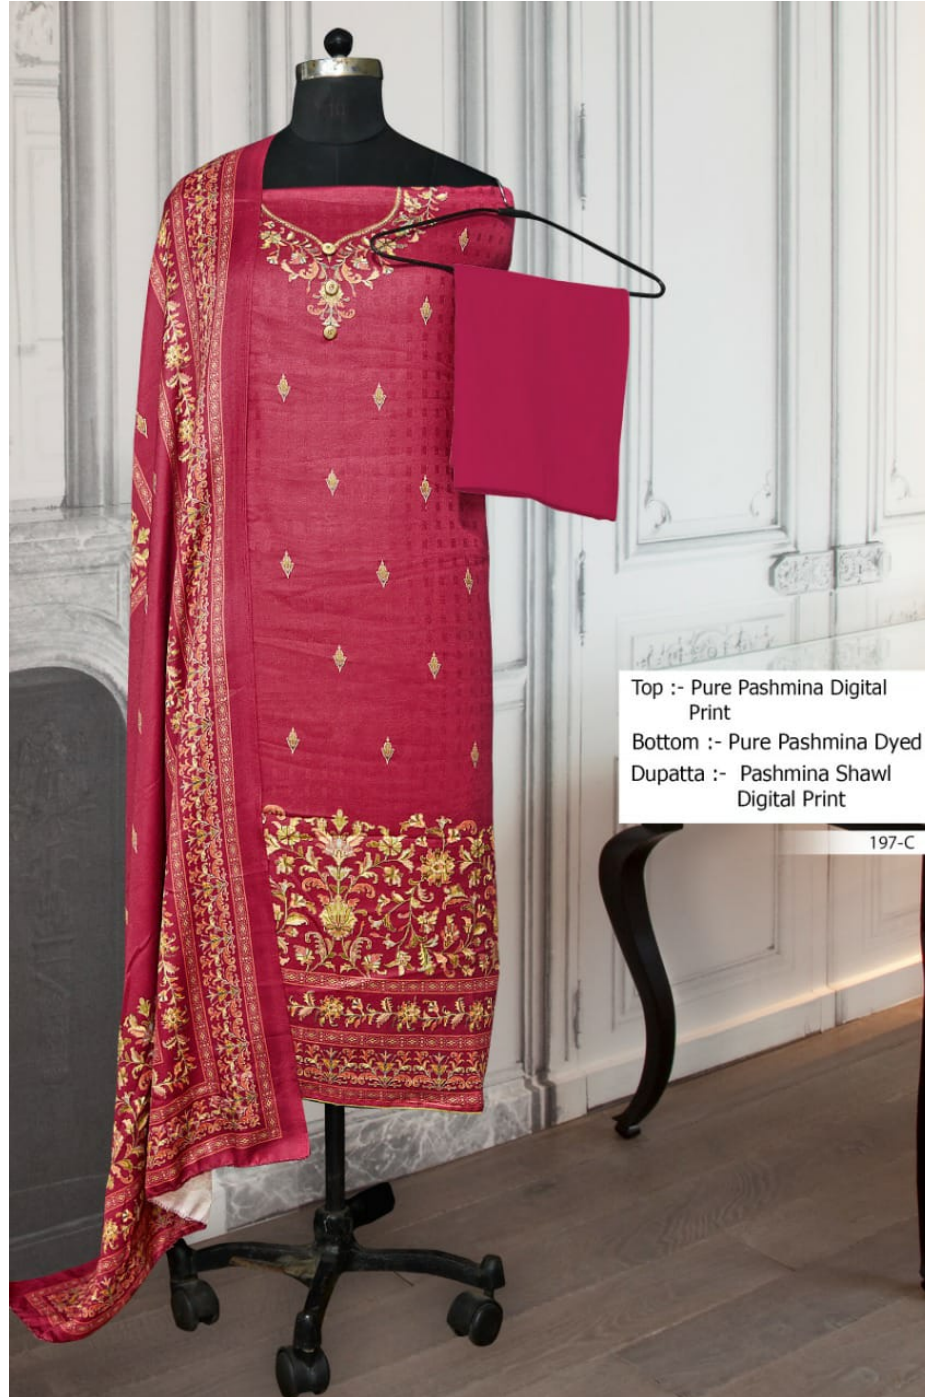 Top :- Pure Pashmina Digital
Print
Bottom :- Pure Pashmina Dyed
Dupatta :- Pashmina Shawl
Digital Print
197-C